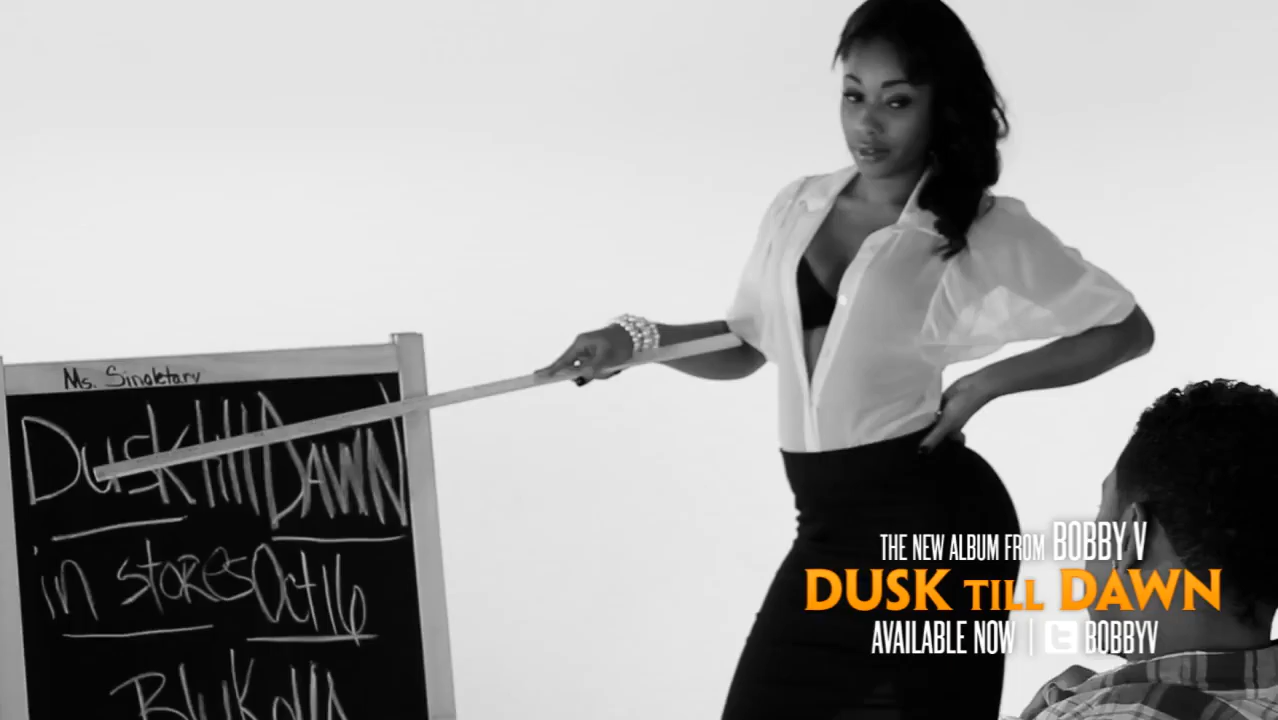 Ms. Singletary
Dusk till DAWN
in stores Oct 16
THE NEW ALBUM FROM BOBBY V
DUSK TILL DAWN
AVAILABLE NOW | BOBBYV